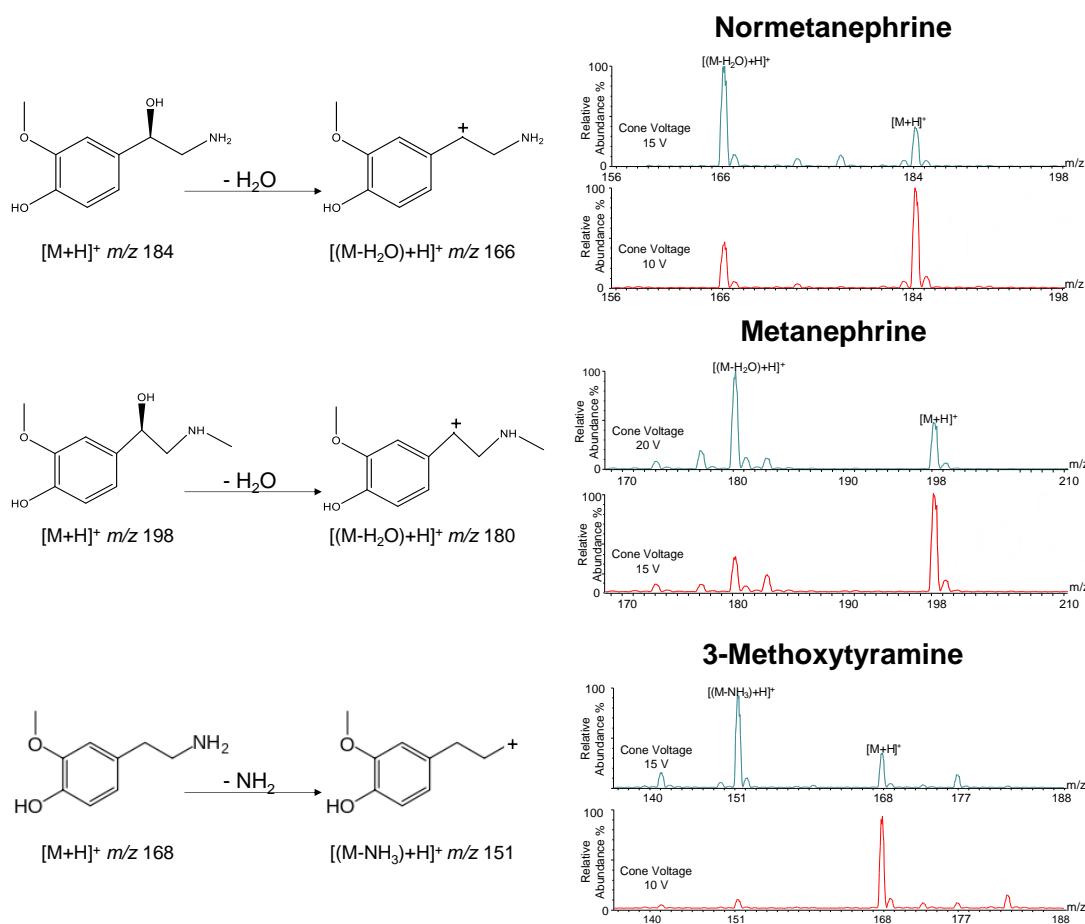 Normetanephrine
OH
O
NH₂
HO
- H₂O
+
O
NH₂
HO
[M+H]⁺ m/z 184
[(M-H₂O)+H]⁺ m/z 166
Relative
Abundance %
100
0
[(M-H₂O)+H]⁺
[M+H]⁺
Cone Voltage
15 V
156
166
184
198
m/z
Relative
Abundance %
100
0
Cone Voltage
10 V
156
166
184
198
m/z
Metanephrine
OH
O
NH
HO
- H₂O
+
O
NH
HO
[M+H]⁺ m/z 198
[(M-H₂O)+H]⁺ m/z 180
Relative
Abundance %
100
0
[(M-H₂O)+H]⁺
[M+H]⁺
Cone Voltage
20 V
170
180
190
198
210
m/z
Relative
Abundance %
100
0
Cone Voltage
15 V
170
180
190
198
210
m/z
3-Methoxytyramine
O
NH₂
HO
- NH₂
+
O
HO
[M+H]⁺ m/z 168
[(M-NH₃)+H]⁺ m/z 151
Relative
Abundance %
100
0
[(M-NH₃)+H]⁺
[M+H]⁺
Cone Voltage
15 V
140
151
168
177
188
m/z
Relative
Abundance %
100
0
Cone Voltage
10 V
140
151
168
177
188
m/z